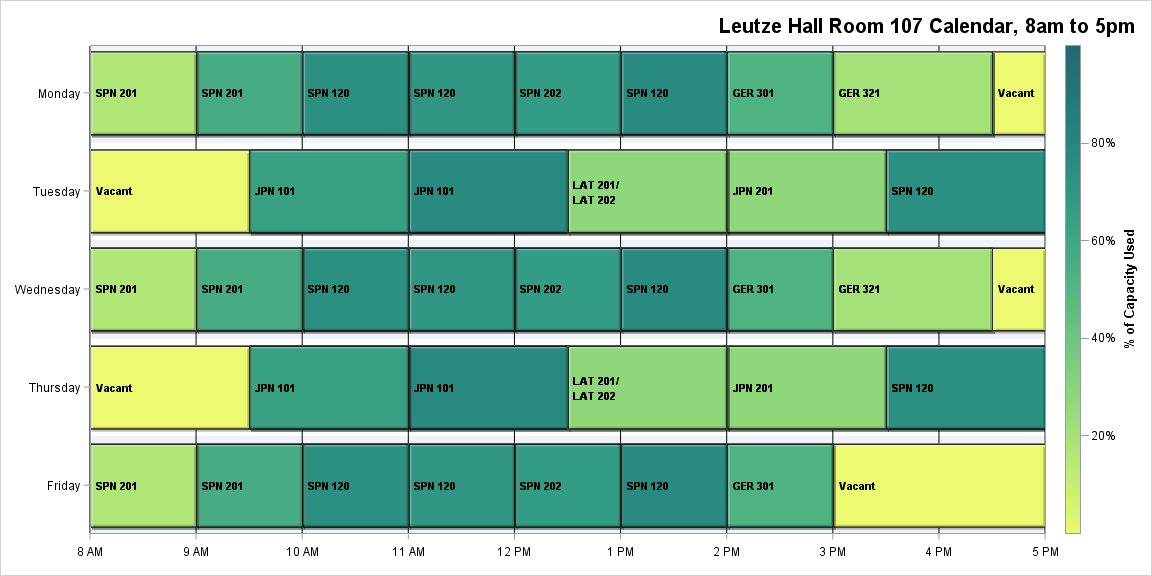 Leutze Hall Room 107 Calendar, 8am to 5pm
Monday
SPN 201
SPN 201
SPN 120
SPN 120
SPN 202
SPN 120
GER 301
GER 321
Vacant
Tuesday
Vacant
JPN 101
JPN 101
LAT 201/
LAT 202
JPN 201
SPN 120
Wednesday
SPN 201
SPN 201
SPN 120
SPN 120
SPN 202
SPN 120
GER 301
GER 321
Vacant
Thursday
Vacant
JPN 101
JPN 101
LAT 201/
LAT 202
JPN 201
SPN 120
Friday
SPN 201
SPN 201
SPN 120
SPN 120
SPN 202
SPN 120
GER 301
Vacant
8 AM
9 AM
10 AM
11 AM
12 PM
1 PM
2 PM
3 PM
4 PM
5 PM
80%
60%
40%
20%
% of Capacity Used